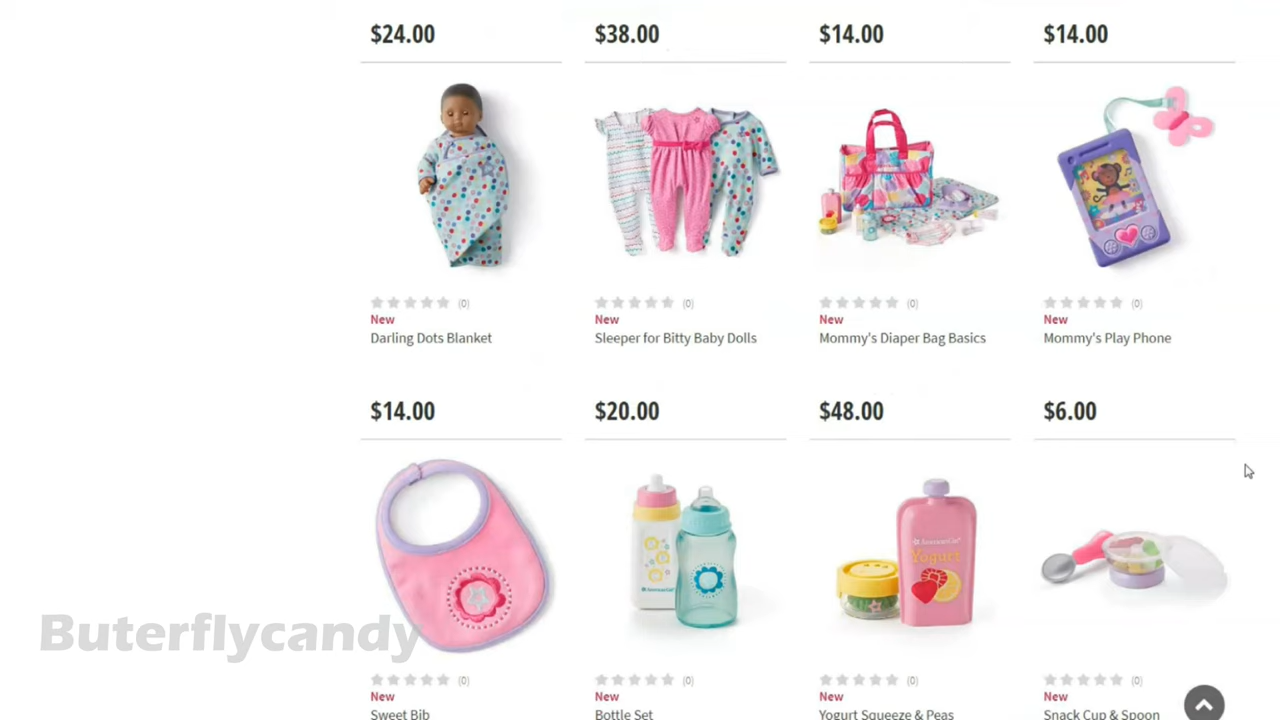 $24.00
$38.00
$14.00
$14.00
(0)
(0)
(0)
(0)
New
New
New
New
Darling Dots Blanket
Sleeper for Bitty Baby Dolls
Mommy's Diaper Bag Basics
Mommy's Play Phone
$14.00
$20.00
$48.00
$6.00
AmericanGirl
Yogurt
AmericanGirl
Buterflycandy
(0)
(0)
(0)
(0)
New
New
New
New
Sweet Bib
Bottle Set
Yogurt Squeeze & Peas
Snack Cup & Spoon